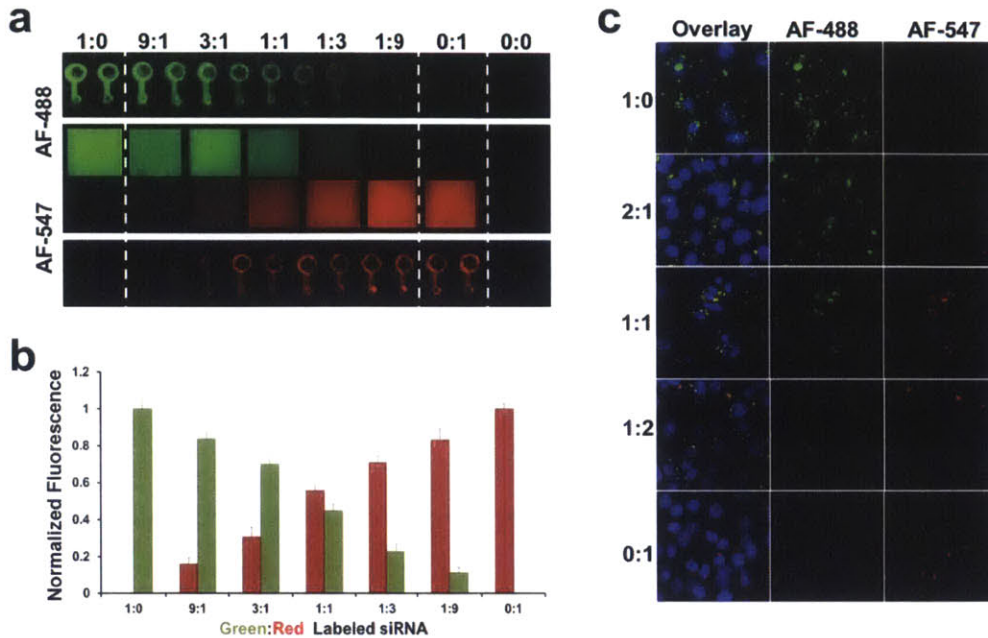 a
1:0 9:1 3:1 1:1 1:3 1:9 0:1 0:0
AF-488
AF-547
b
Normalized Fluorescence
1.2
1
0.8
0.6
0.4
0.2
0
1:0 9:1 3:1 1:1 1:3 1:9 0:1
Green:Red Labeled siRNA
c
Overlay AF-488 AF-547
1:0
2:1
1:1
1:2
0:1